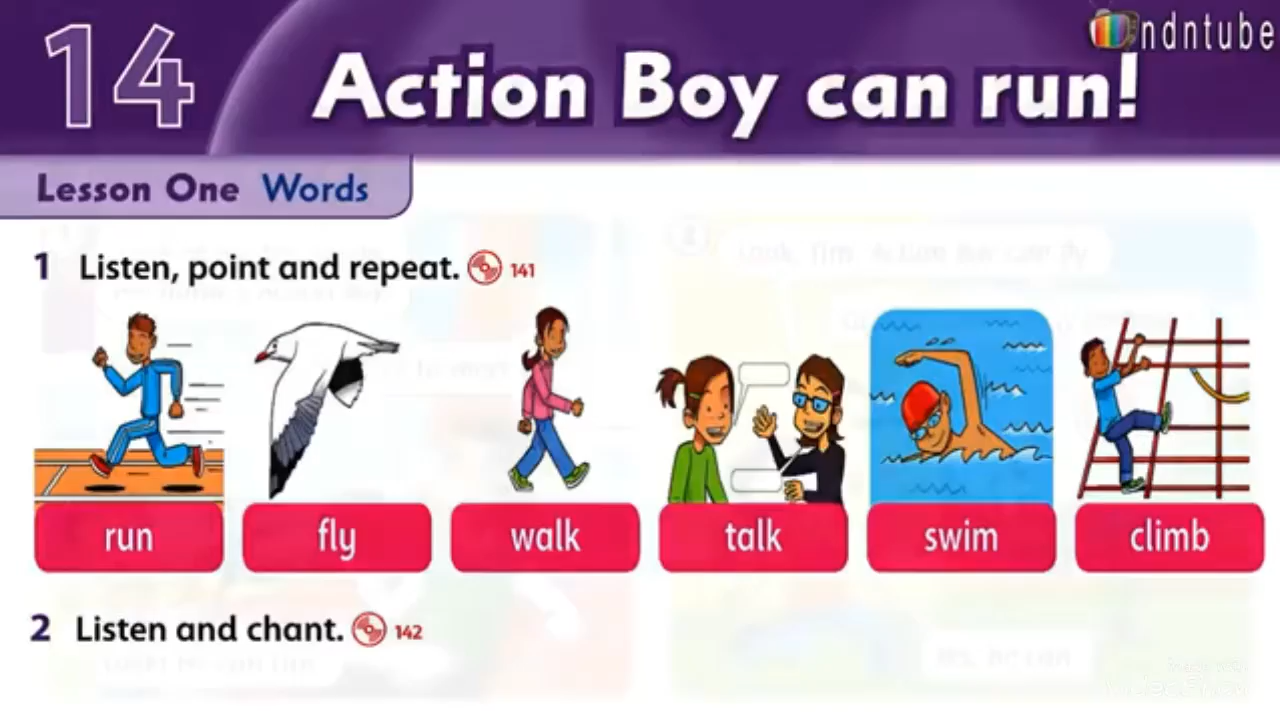 14
ndntube
Action Boy can run!
Lesson One Words
1 Listen, point and repeat. 141
run fly walk talk swim climb
2 Listen and chant. 142